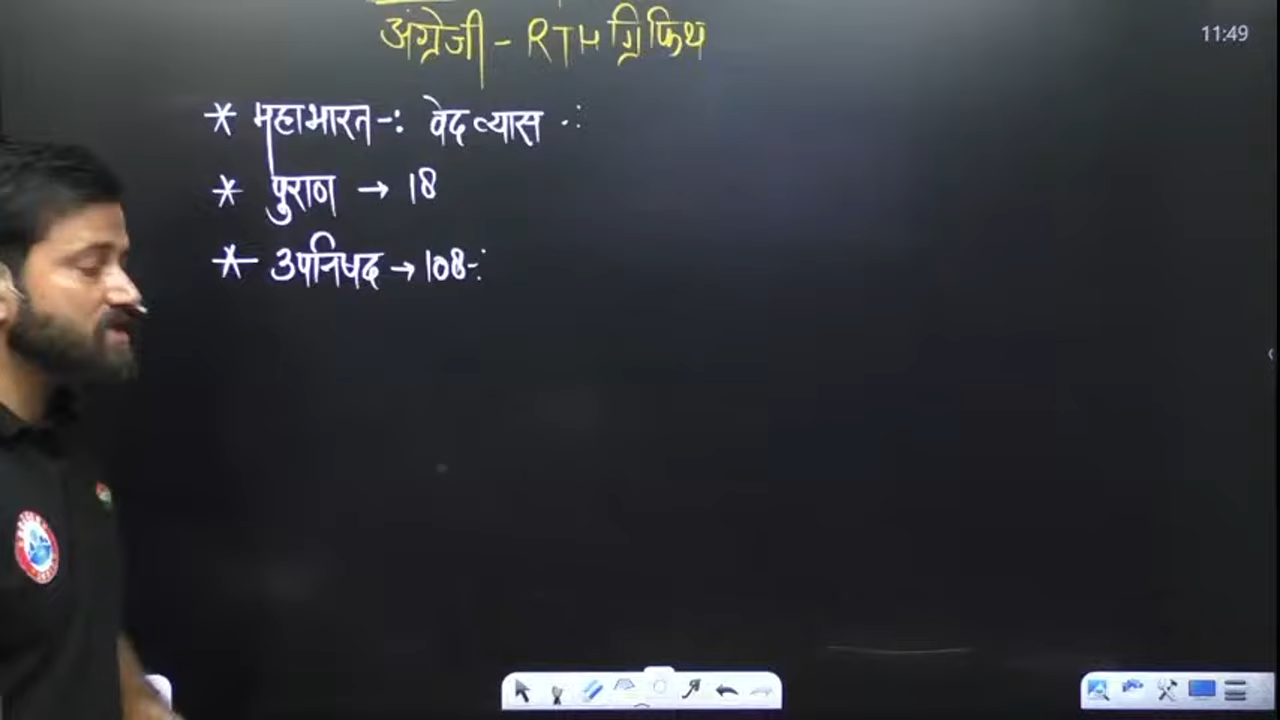 अंग्रेजी - RTH ग्रिफिथ
11:49
* महाभारत -: वेदव्यास
* पुराण → 18
* उपनिषद → 108 -: